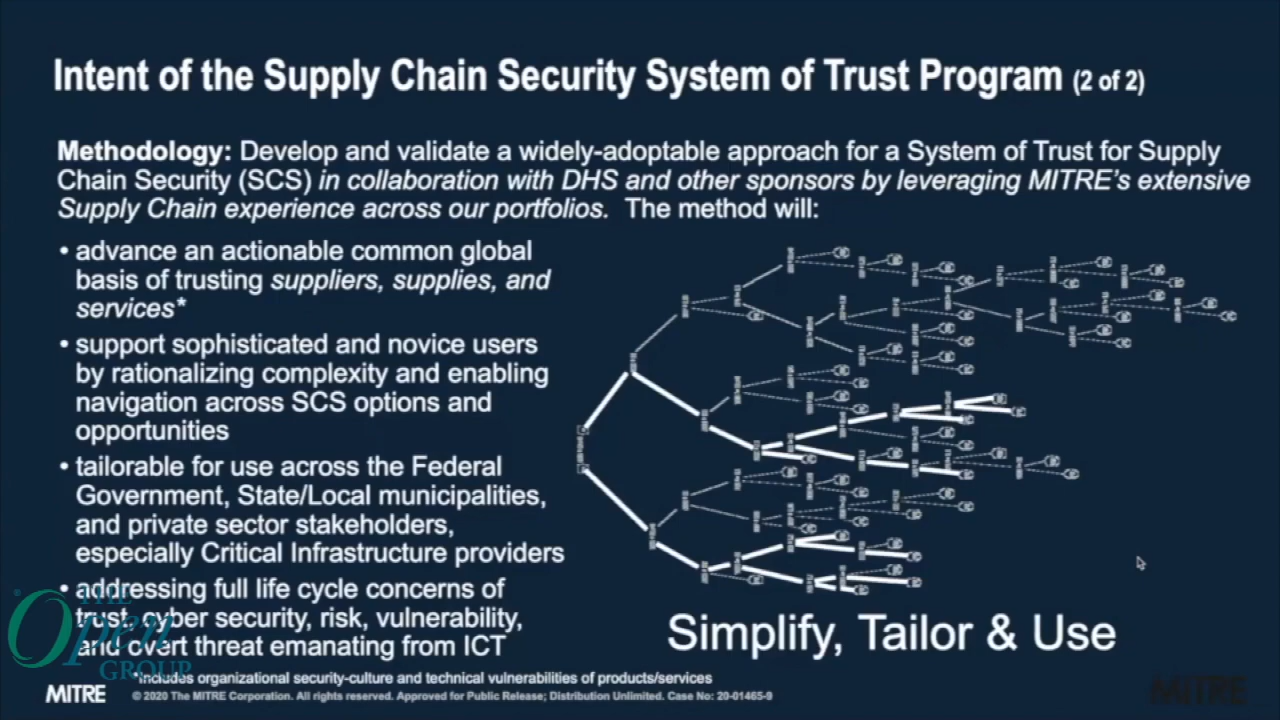 Intent of the Supply Chain Security System of Trust Program (2 of 2)
Methodology: Develop and validate a widely-adoptable approach for a System of Trust for Supply
Chain Security (SCS) in collaboration with DHS and other sponsors by leveraging MITRE's extensive
Supply Chain experience across our portfolios. The method will:
• advance an actionable common global
basis of trusting suppliers, supplies, and
services*
• support sophisticated and novice users
by rationalizing complexity and enabling
navigation across SCS options and
opportunities
• tailorable for use across the Federal
Government, State/Local municipalities,
and private sector stakeholders,
especially Critical Infrastructure providers
• addressing full life cycle concerns of
trust, cyber security, risk, vulnerability,
and overt threat emanating from ICT
Simplify, Tailor & Use
THE
Open
GROUP
*Includes organizational security-culture and technical vulnerabilities of products/services
MITRE
© 2020 The MITRE Corporation. All rights reserved. Approved for Public Release; Distribution Unlimited. Case No: 20-01465-9
MITRE